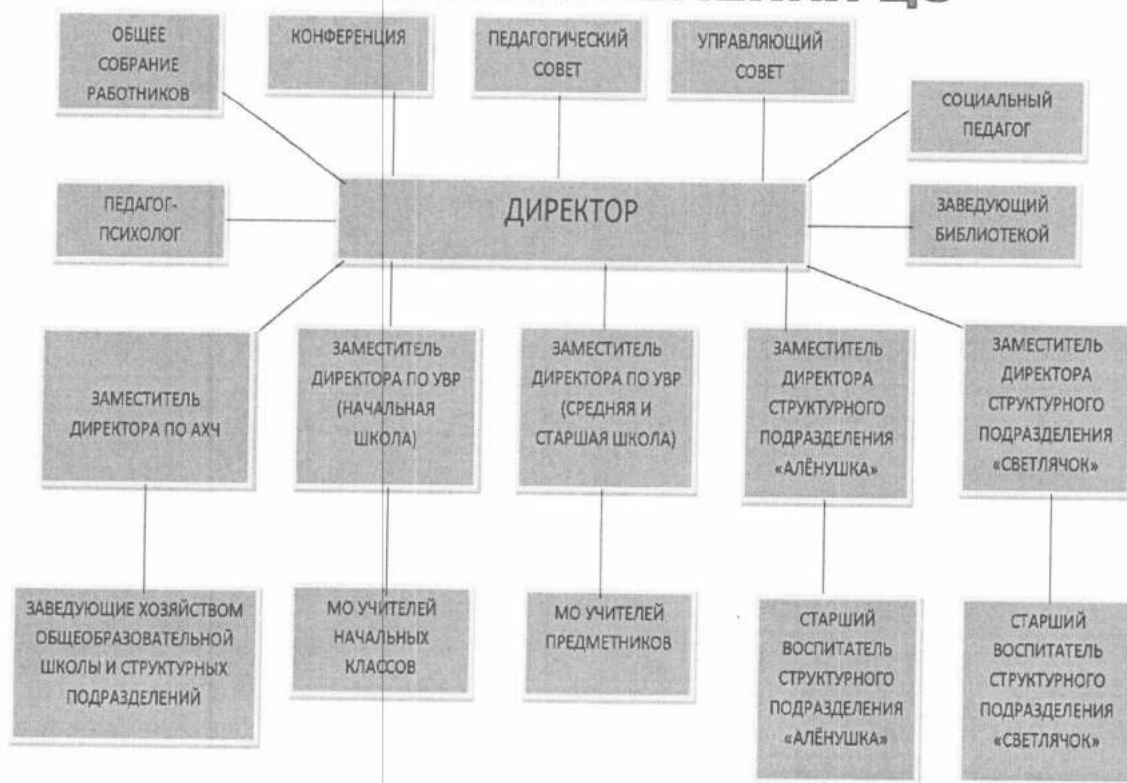 ОБЩЕЕ
СОБРАНИЕ
РАБОТНИКОВ
КОНФЕРЕНЦИЯ
ПЕДАГОГИЧЕСКИЙ
СОВЕТ
УПРАВЛЯЮЩИЙ
СОВЕТ
СОЦИАЛЬНЫЙ
ПЕДАГОГ
ПЕДАГОГ-
ПСИХОЛОГ
ДИРЕКТОР
ЗАВЕДУЮЩИЙ
БИБЛИОТЕКОЙ
ЗАМЕСТИТЕЛЬ
ДИРЕКТОРА ПО АХЧ
ЗАМЕСТИТЕЛЬ
ДИРЕКТОРА ПО УВР
(НАЧАЛЬНАЯ
ШКОЛА)
ЗАМЕСТИТЕЛЬ
ДИРЕКТОРА ПО УВР
(СРЕДНЯЯ И
СТАРШАЯ ШКОЛА)
ЗАМЕСТИТЕЛЬ
ДИРЕКТОРА
СТРУКТУРНОГО
ПОДРАЗДЕЛЕНИЯ
«АЛЁНУШКА»
ЗАМЕСТИТЕЛЬ
ДИРЕКТОРА
СТРУКТУРНОГО
ПОДРАЗДЕЛЕНИЯ
«СВЕТЛЯЧОК»
ЗАВЕДУЮЩИЕ ХОЗЯЙСТВОМ
ОБЩЕОБРАЗОВАТЕЛЬНОЙ
ШКОЛЫ И СТРУКТУРНЫХ
ПОДРАЗДЕЛЕНИЙ
МО УЧИТЕЛЕЙ
НАЧАЛЬНЫХ
КЛАССОВ
МО УЧИТЕЛЕЙ
ПРЕДМЕТНИКОВ
СТАРШИЙ
ВОСПИТАТЕЛЬ
СТРУКТУРНОГО
ПОДРАЗДЕЛЕНИЯ
«АЛЁНУШКА»
СТАРШИЙ
ВОСПИТАТЕЛЬ
СТРУКТУРНОГО
ПОДРАЗДЕЛЕНИЯ
«СВЕТЛЯЧОК»